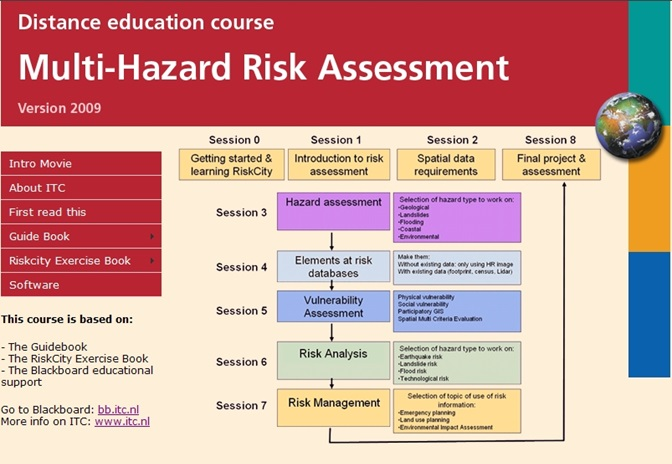 Distance education course
Multi-Hazard Risk Assessment
Version 2009
Intro Movie
About ITC
First read this
Guide Book
Riskcity Exercise Book
Software
This course is based on:
- The Guidebook
- The RiskCity Exercise Book
- The Blackboard educational
support
Go to Blackboard: bb.itc.nl
More info on ITC: www.itc.nl
Session 0
Getting started &
learning RiskCity
Session 1
Introduction to risk
assessment
Session 2
Spatial data
requirements
Session 8
Final project &
assessment
Session 3
Hazard assessment
Selection of hazard type to work on:
-Geological
-Landslides
-Flooding
-Coastal
-Environmental
Session 4
Elements at risk
databases
Make them:
Without existing data: only using HR image
With existing data (footprint, census, Lidar)
Session 5
Vulnerability
Assessment
Physical vulnerability
Social vulnerability
Participatory GIS
Spatial Multi Criteria Evaluation
Session 6
Risk Analysis
Selection of hazard type to work on:
-Earthquake risk
-Landslide risk
-Flood risk
-Technological risk
Session 7
Risk Management
Selection of topic of use of risk
information:
-Emergency planning
-Land use planning
-Environmental Impact Assessment